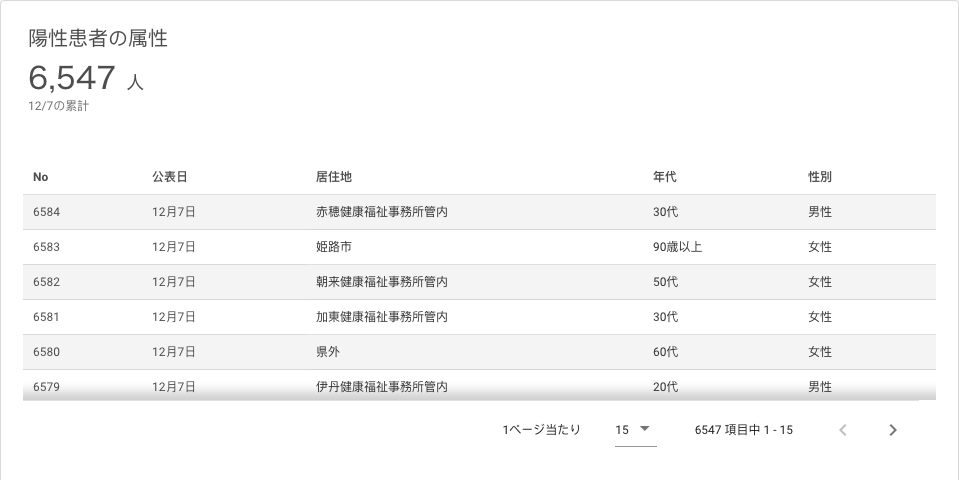 陽性患者の属性
6,547 人
12/7の累計
No 公表日 居住地 年代 性別
6584 12月7日 赤穂健康福祉事務所管内 30代 男性
6583 12月7日 姫路市 90歳以上 女性
6582 12月7日 朝来健康福祉事務所管内 50代 女性
6581 12月7日 加東健康福祉事務所管内 30代 女性
6580 12月7日 県外 60代 女性
6579 12月7日 伊丹健康福祉事務所管内 20代 男性
1ページ当たり 15 6547 項目中 1 - 15